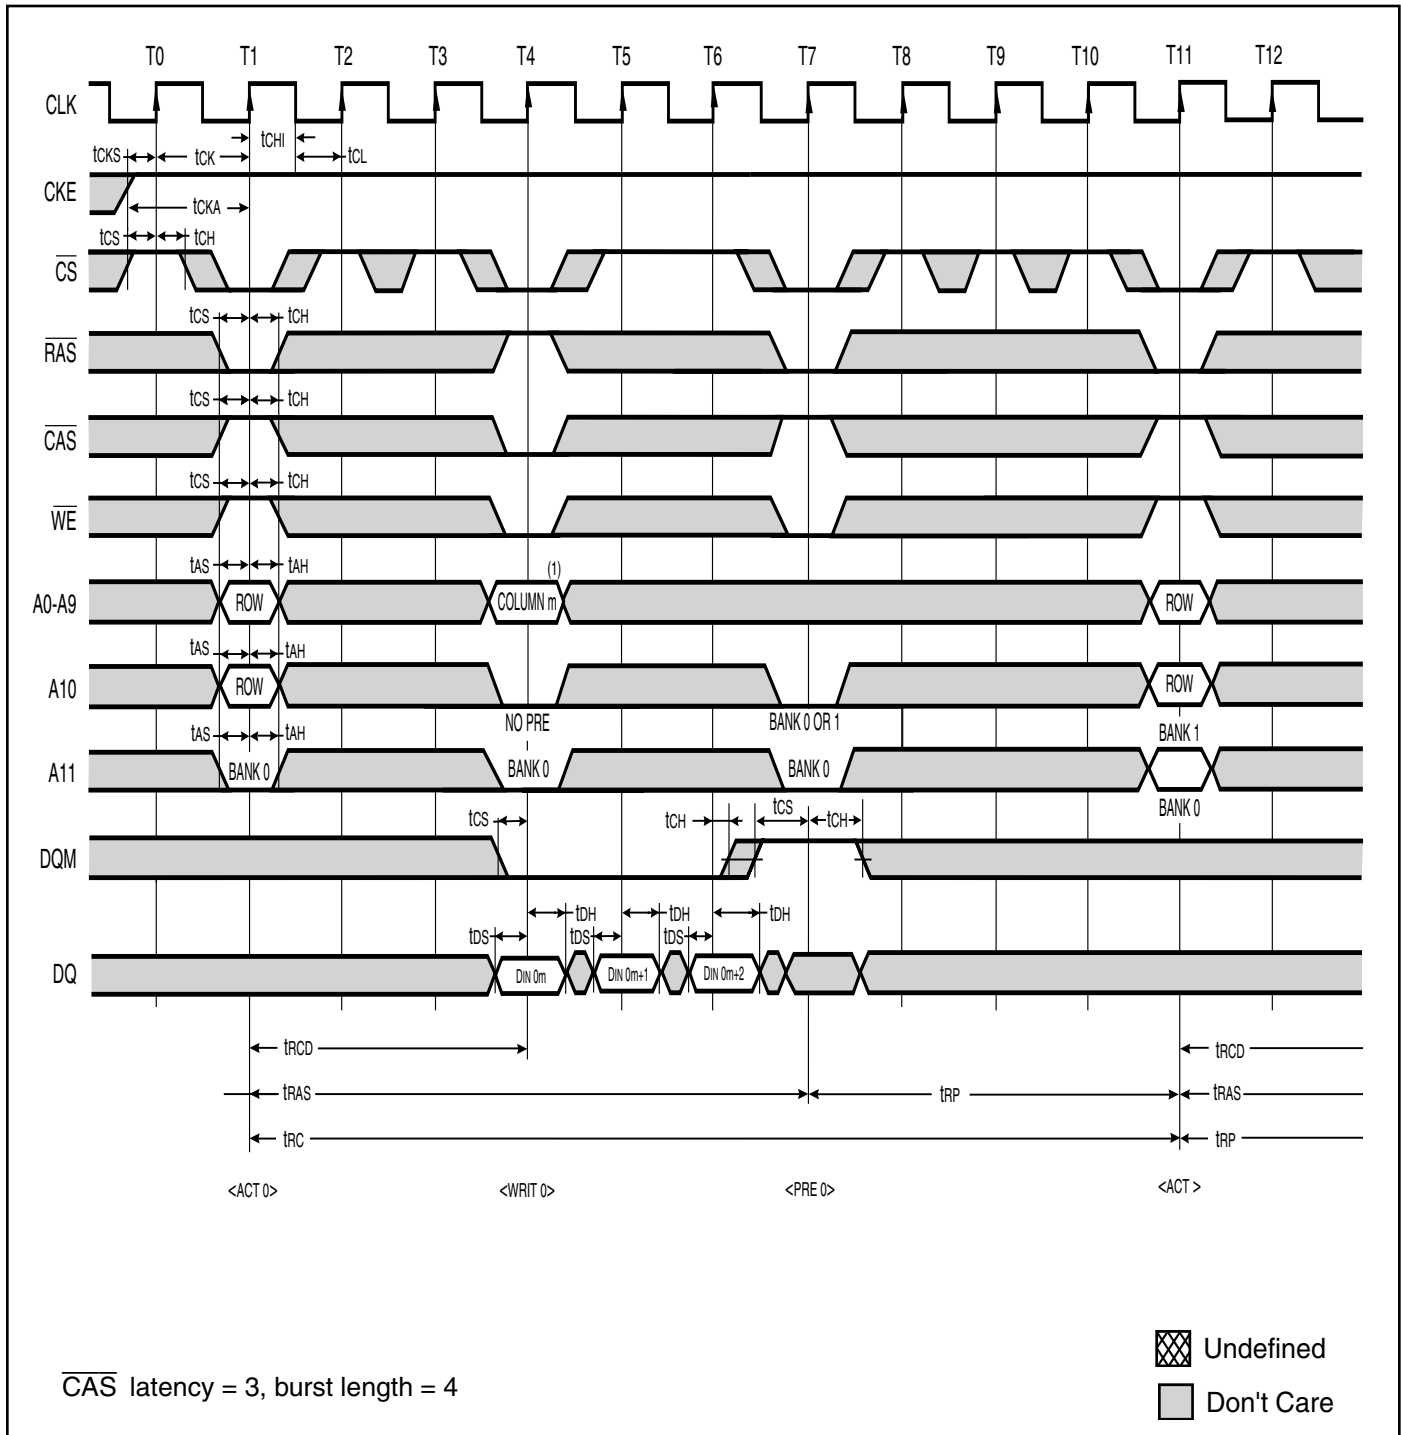 T0 T1 T2 T3 T4 T5 T6 T7 T8 T9 T10 T11 T12
CLK
tCHI
tCKS tCK tCL
CKE
tCKA
tCS tCH
CS
tCS tCH
RAS
tCS tCH
CAS
tCS tCH
WE
tAS tAH (1)
A0-A9 ROW COLUMN m ROW
tAS tAH
A10 ROW ROW
NO PRE BANK 0 OR 1
tAS tAH BANK 1
A11 BANK 0 BANK 0 BANK 0
tCS tCH tCS tCH BANK 0
DQM
tDH tDH tDH
tDS tDS tDS
DQ DIN 0m DIN 0m+1 DIN 0m+2
tRCD tRCD
tRAS tRP tRAS
tRC tRP
<ACT 0> <WRIT 0> <PRE 0> <ACT >
Undefined
CAS latency = 3, burst length = 4
Don't Care